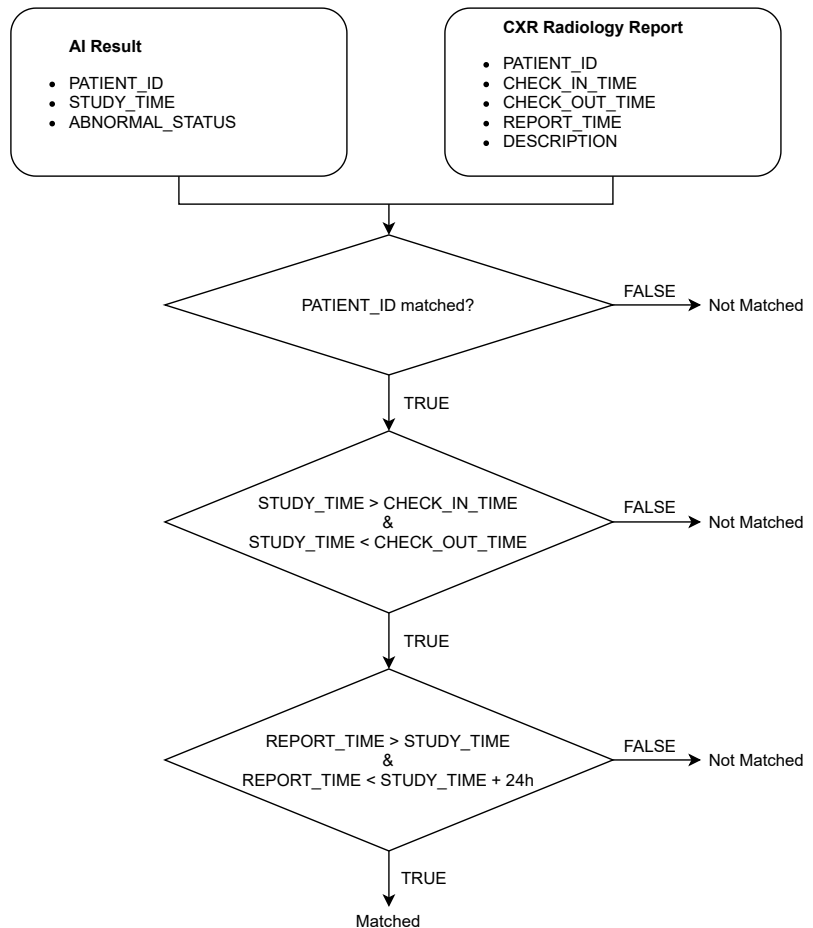 AI Result
• PATIENT_ID
• STUDY_TIME
• ABNORMAL_STATUS
CXR Radiology Report
• PATIENT_ID
• CHECK_IN_TIME
• CHECK_OUT_TIME
• REPORT_TIME
• DESCRIPTION
PATIENT_ID matched?
FALSE
Not Matched
TRUE
STUDY_TIME > CHECK_IN_TIME
&
STUDY_TIME < CHECK_OUT_TIME
FALSE
Not Matched
TRUE
REPORT_TIME > STUDY_TIME
&
REPORT_TIME < STUDY_TIME + 24h
FALSE
Not Matched
TRUE
Matched